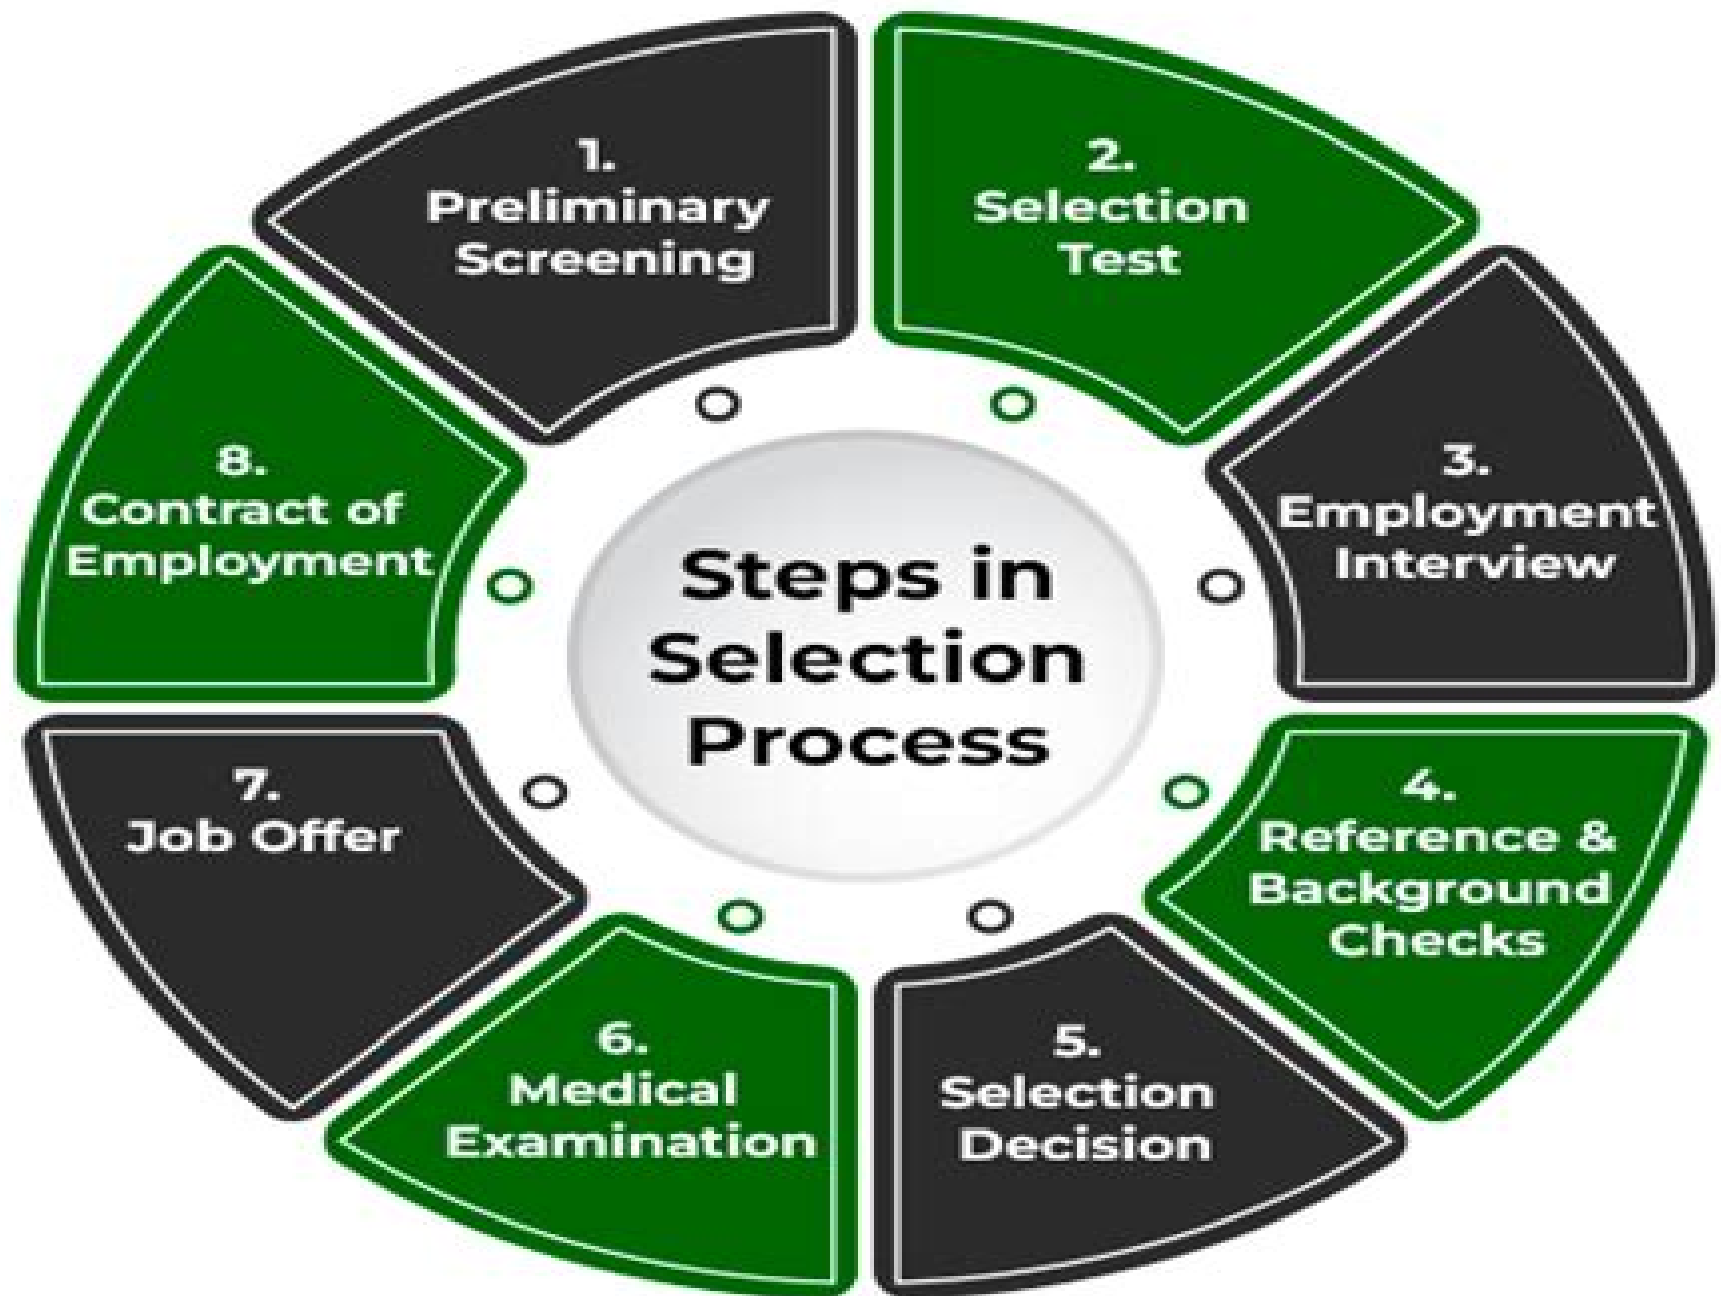 1.
Preliminary
Screening
2.
Selection
Test
3.
Employment
Interview
4.
Reference &
Background
Checks
5.
Selection
Decision
6.
Medical
Examination
7.
Job Offer
8.
Contract of
Employment
Steps in
Selection
Process